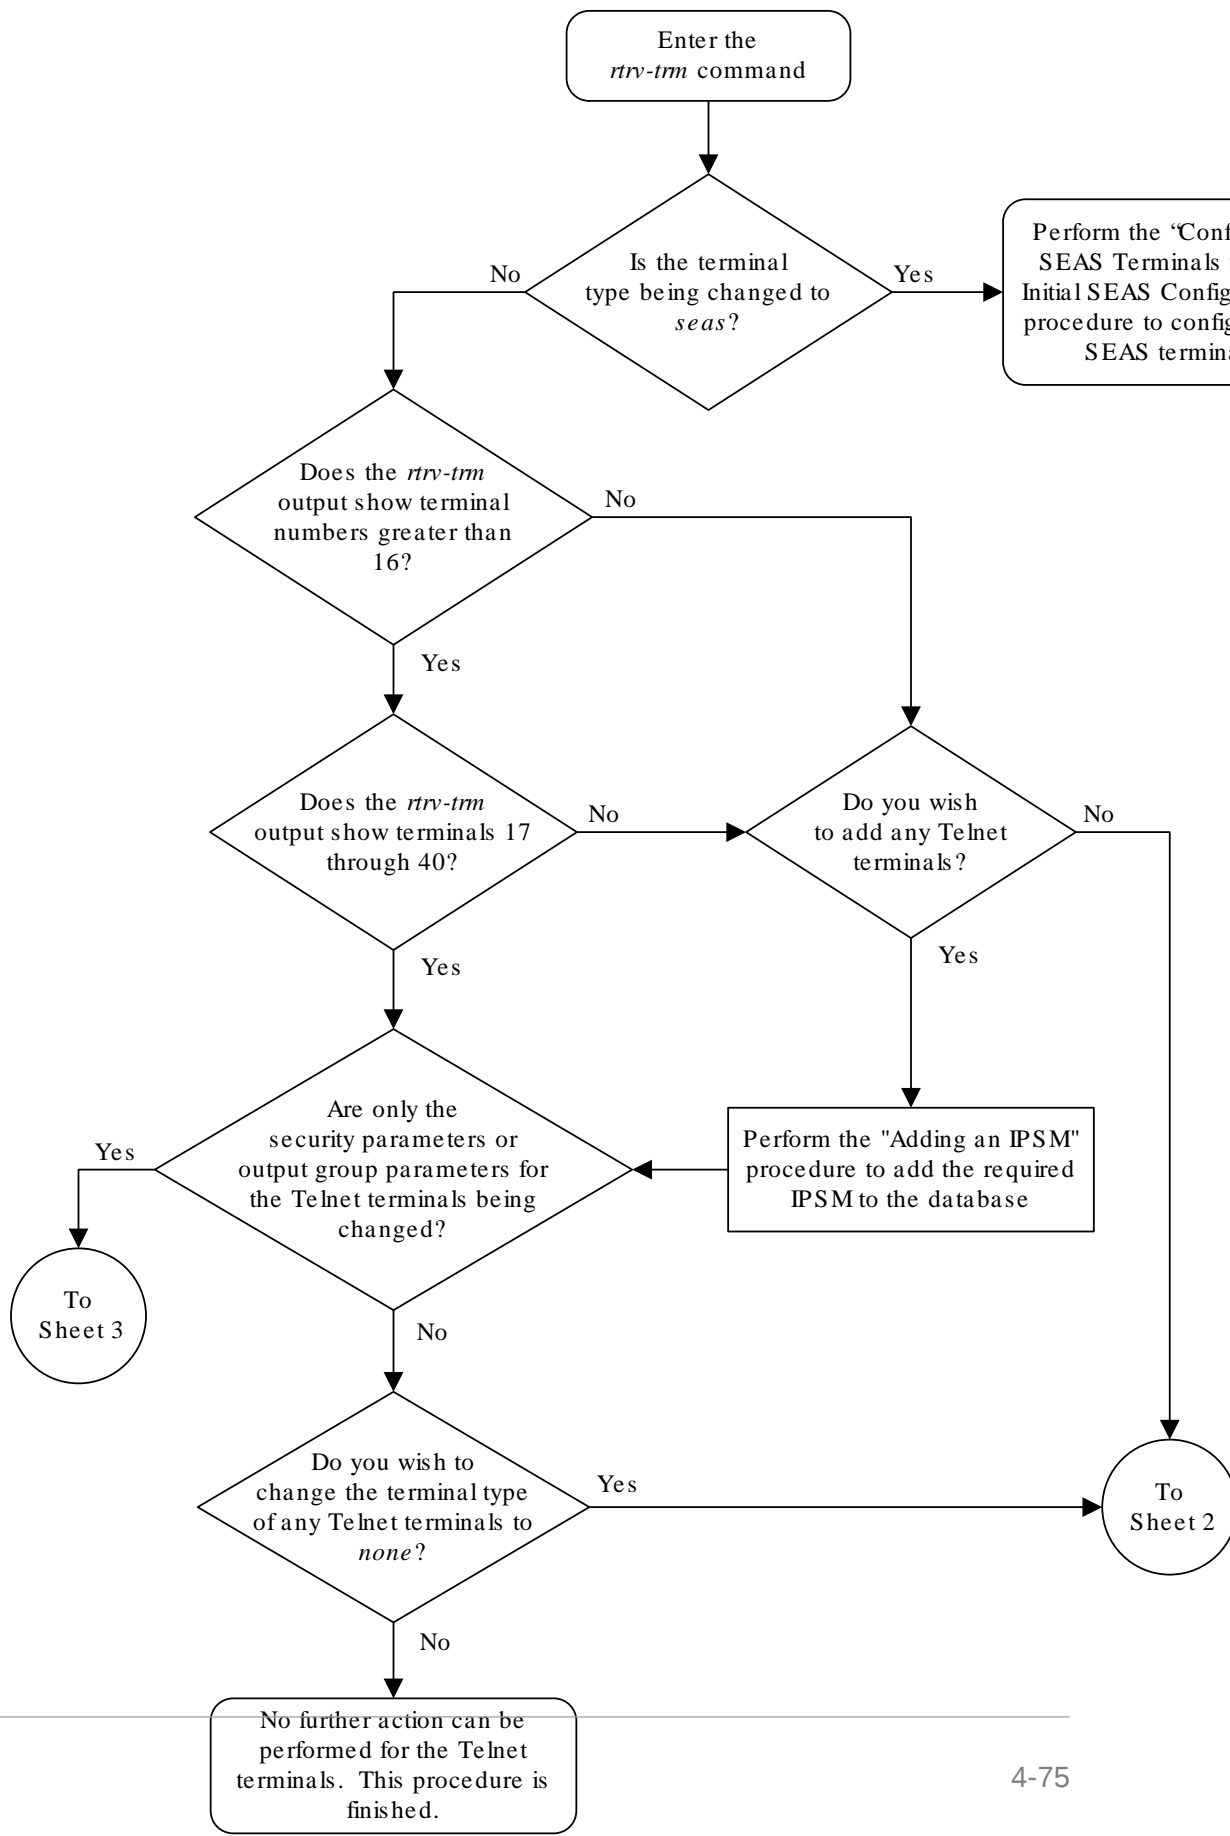 Enter the
rtrv-trm command
Is the terminal
type being changed to
seas?
No
Yes
Perform the “Conf
SEAS Terminals
Initial SEAS Config
procedure to config
SEAS termina
Does the rtrv-trm
output show terminal
numbers greater than
16?
No
Yes
Does the rtrv-trm
output show terminals 17
through 40?
No
Do you wish
to add any Telnet
terminals?
No
Yes
Yes
Are only the
security parameters or
output group parameters for
the Telnet terminals being
changed?
Yes
Perform the "Adding an IPSM"
procedure to add the required
IPSM to the database
To
Sheet 3
No
Do you wish to
change the terminal type
of any Telnet terminals to
none?
Yes
To
Sheet 2
No
No further action can be
performed for the Telnet
terminals. This procedure is
finished.
4-75